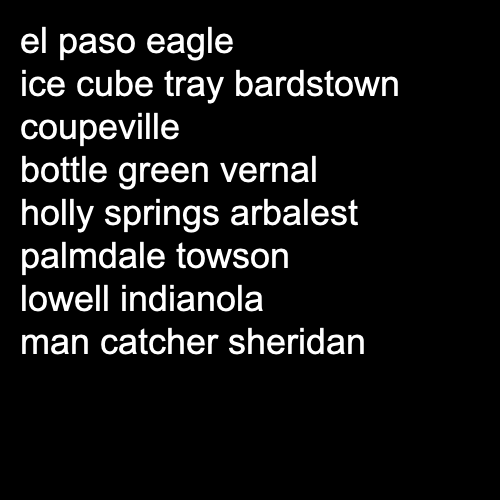 el paso eagle
ice cube tray bardstown
coupeville
bottle green vernal
holly springs arbalest
palmdale towson
lowell indianola
man catcher sheridan